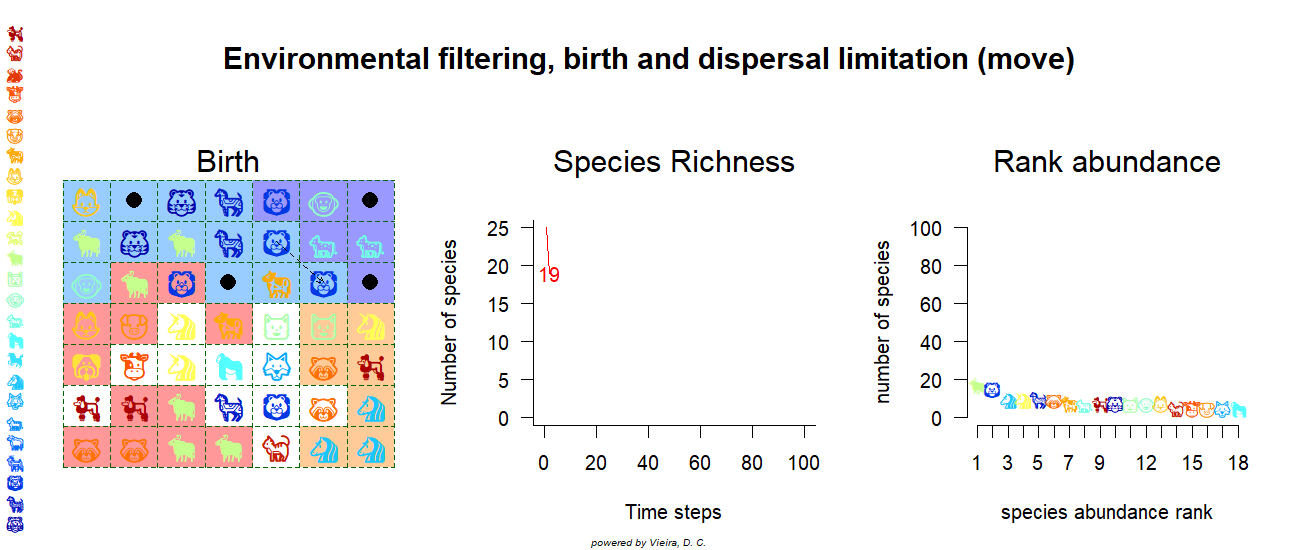 Environmental filtering, birth and dispersal limitation (move)
Birth
Species Richness
Rank abundance
Number of species
25
20
15
10
5
0
19
0 20 40 60 80 100
Time steps
number of species
100
80
60
40
20
0
1 3 5 7 9 12 15 18
species abundance rank
powered by Vieira, D. C.